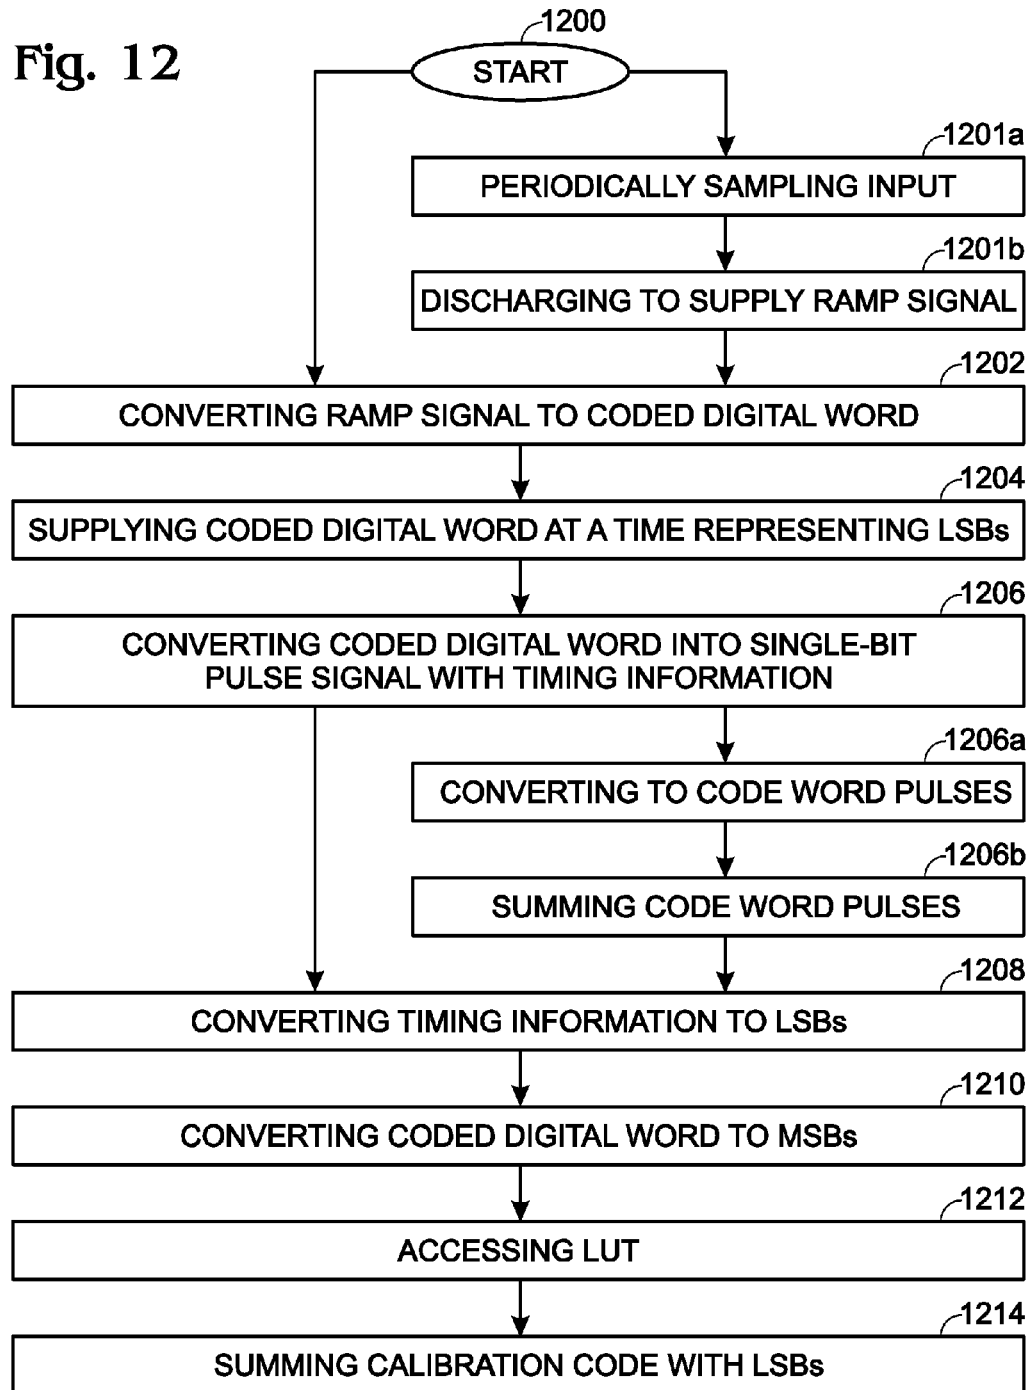 Fig. 12
1200
START
1201a
PERIODICALLY SAMPLING INPUT
1201b
DISCHARGING TO SUPPLY RAMP SIGNAL
1202
CONVERTING RAMP SIGNAL TO CODED DIGITAL WORD
1204
SUPPLYING CODED DIGITAL WORD AT A TIME REPRESENTING LSBs
1206
CONVERTING CODED DIGITAL WORD INTO SINGLE-BIT
PULSE SIGNAL WITH TIMING INFORMATION
1206a
CONVERTING TO CODE WORD PULSES
1206b
SUMMING CODE WORD PULSES
1208
CONVERTING TIMING INFORMATION TO LSBs
1210
CONVERTING CODED DIGITAL WORD TO MSBs
1212
ACCESSING LUT
1214
SUMMING CALIBRATION CODE WITH LSBs